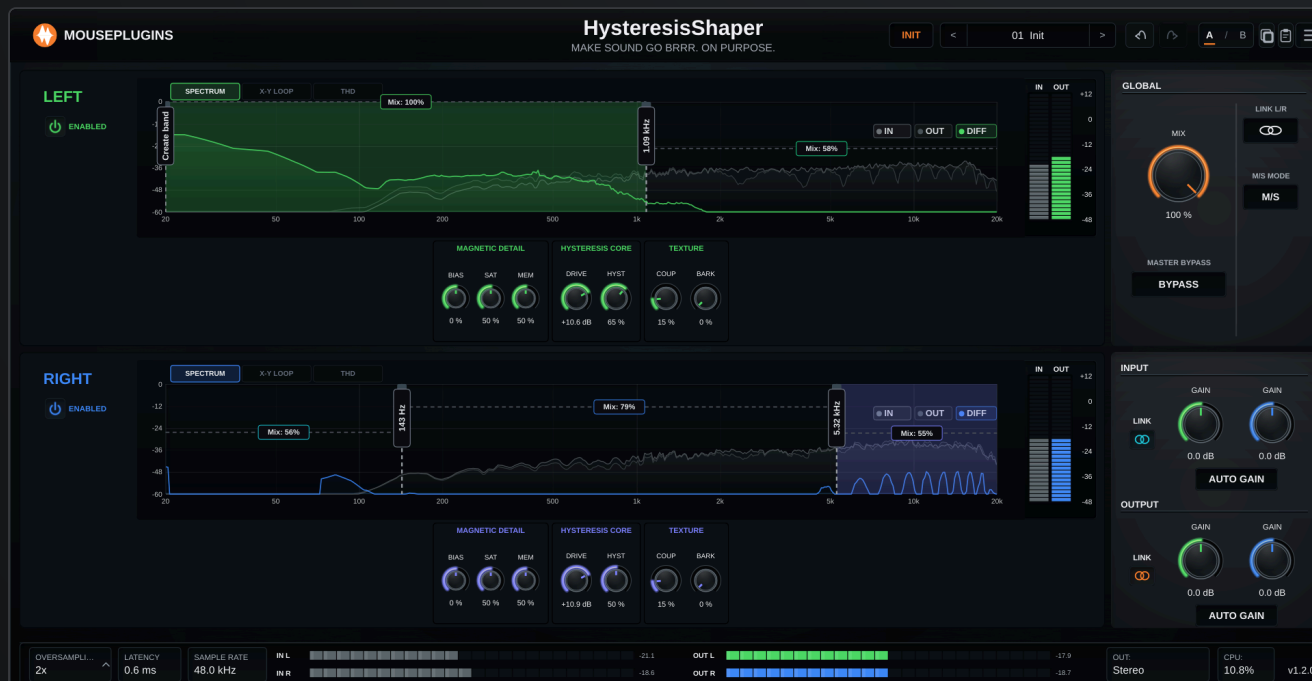 MOUSEPLUGINS
HysteresisShaper
MAKE SOUND GO BRRR. ON PURPOSE.
INIT
<
01 Init
>
A / B
LEFT
ENABLED
SPECTRUM
X-Y LOOP
THD
Mix: 100%
Create band
1.09 kHz
Mix: 58%
IN
OUT
DIFF
0
-36
-48
-60
20 50 100 200 500 1k 2k 5k 10k 20k
IN OUT
+12
0
-12
-24
-36
-48
MAGNETIC DETAIL
BIAS SAT MEM
0 % 50 % 50 %
HYSTERESIS CORE
DRIVE HYST
+10.6 dB 65 %
TEXTURE
COUP BARK
15 % 0 %
GLOBAL
MIX
100 %
LINK L/R
M/S MODE
M/S
MASTER BYPASS
BYPASS
RIGHT
ENABLED
SPECTRUM
X-Y LOOP
THD
143 Hz
Mix: 56%
Mix: 79%
5.32 kHz
IN
OUT
DIFF
Mix: 55%
0
-12
-24
-36
-48
-60
20 50 100 200 500 1k 2k 5k 10k 20k
IN OUT
+12
0
-12
-24
-36
-48
MAGNETIC DETAIL
BIAS SAT MEM
0 % 50 % 50 %
HYSTERESIS CORE
DRIVE HYST
+10.9 dB 50 %
TEXTURE
COUP BARK
15 % 0 %
INPUT
GAIN GAIN
LINK
0.0 dB 0.0 dB
AUTO GAIN
OUTPUT
GAIN GAIN
LINK
0.0 dB 0.0 dB
AUTO GAIN
OVERSAMPLI...
2x
LATENCY
0.6 ms
SAMPLE RATE
48.0 kHz
IN L
-21.1
IN R
-18.6
OUT L
-17.9
OUT R
-18.7
OUT:
Stereo
CPU:
10.8%